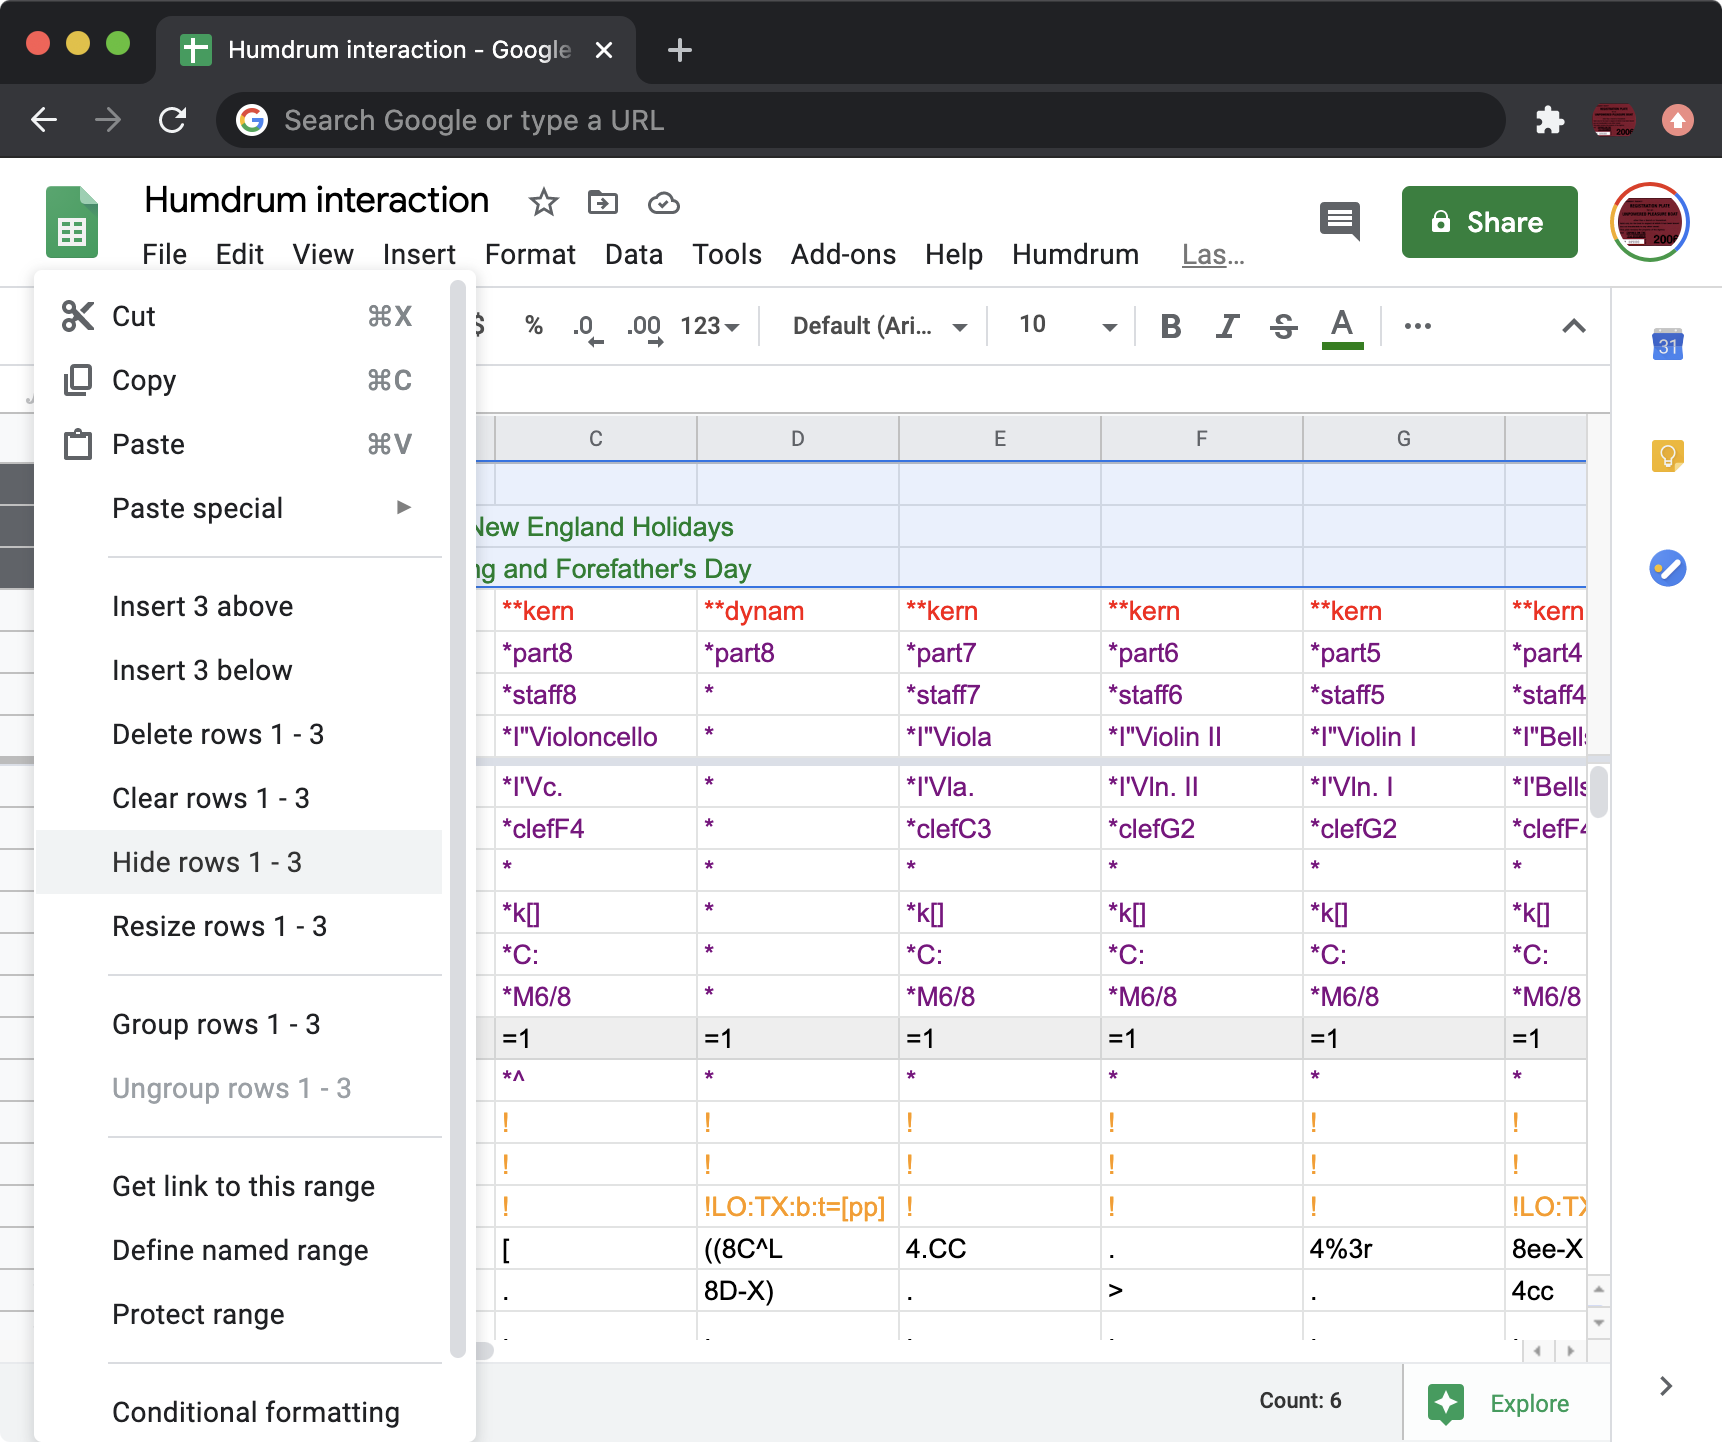 Humdrum interaction - Google
Search Google or type a URL
2006
Humdrum interaction
Share
2006
File Edit View Insert Format Data Tools Add-ons Help Humdrum Las...
Cut ⌘X
Copy ⌘C
Paste ⌘V
Paste special
Insert 3 above
Insert 3 below
Delete rows 1 - 3
Clear rows 1 - 3
Hide rows 1 - 3
Resize rows 1 - 3
Group rows 1 - 3
Ungroup rows 1 - 3
Get link to this range
Define named range
Protect range
Conditional formatting
$ % .0 .00 123 Default (Ari... 10 B I S A
31
C D E F G
New England Holidays
ng and Forefather's Day
**kern **dynam **kern **kern **kern **kern
*part8 *part8 *part7 *part6 *part5 *part4
*staff8 * *staff7 *staff6 *staff5 *staff4
*I"Violoncello * *I"Viola *I"Violin II *I"Violin I *I"Bells
*I'Vc. * *I'Vla. *I'Vln. II *I'Vln. I *I'Bells
*clefF4 * *clefC3 *clefG2 *clefG2 *clefF4
* * * * * *
*k[] * *k[] *k[] *k[] *k[]
*C: * *C: *C: *C: *C:
*M6/8 * *M6/8 *M6/8 *M6/8 *M6/8
=1 =1 =1 =1 =1 =1
*^ * * * * *
! ! ! ! ! !
! ! ! ! ! !
! !LO:TX:b:t=[pp] ! ! ! !LO:TX
[ ((8C^L 4.CC . 4%3r 8ee-X
. 8D-X) . > . 4cc
Count: 6
Explore